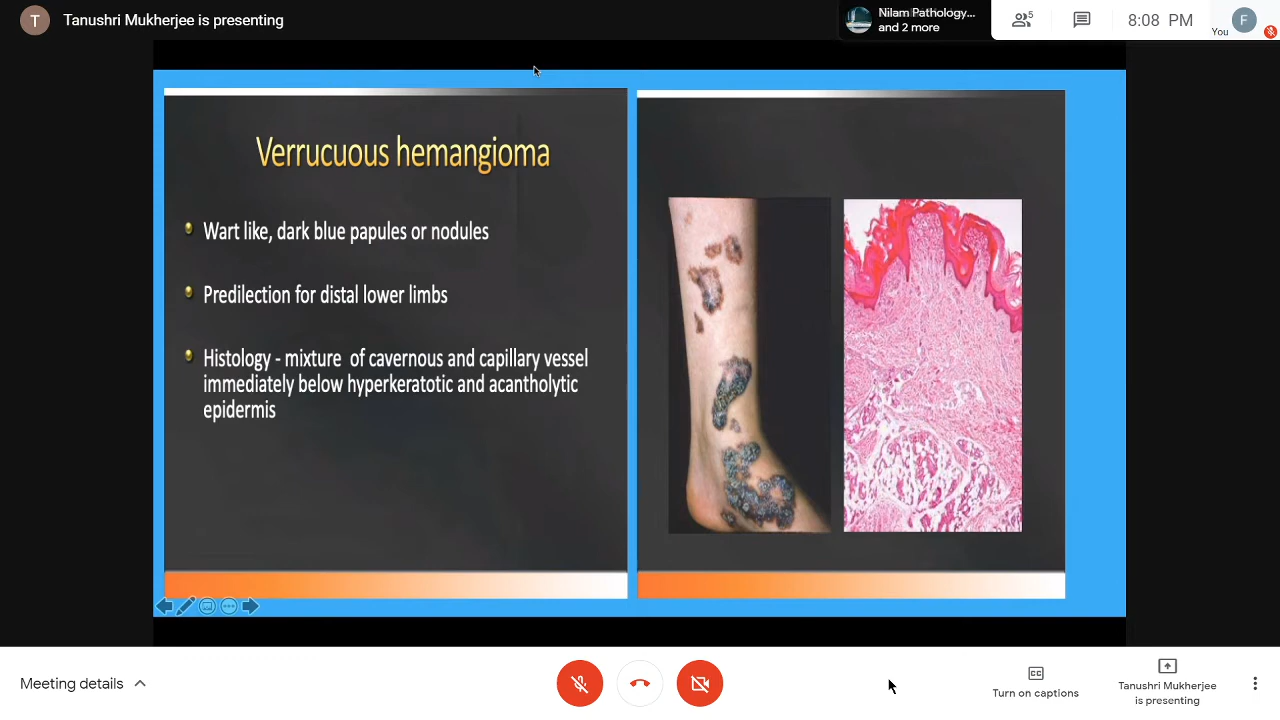 T
Tanushri Mukherjee is presenting
Nilam Pathology...
and 2 more
5
8:08 PM
You
F
Verrucuous hemangioma
Wart like, dark blue papules or nodules
Predilection for distal lower limbs
Histology - mixture of cavernous and capillary vessel
immediately below hyperkeratotic and acantholytic
epidermis
Meeting details
CC
Turn on captions
Tanushri Mukherjee
is presenting